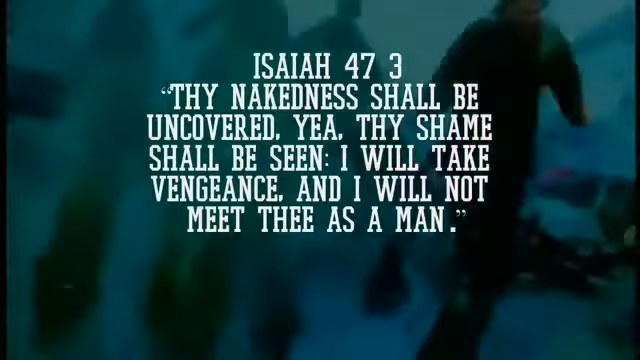 ISAIAH 47 3
“THY NAKEDNESS SHALL BE
UNCOVERED, YEA, THY SHAME
SHALL BE SEEN: I WILL TAKE
VENGEANCE, AND I WILL NOT
MEET THEE AS A MAN.”